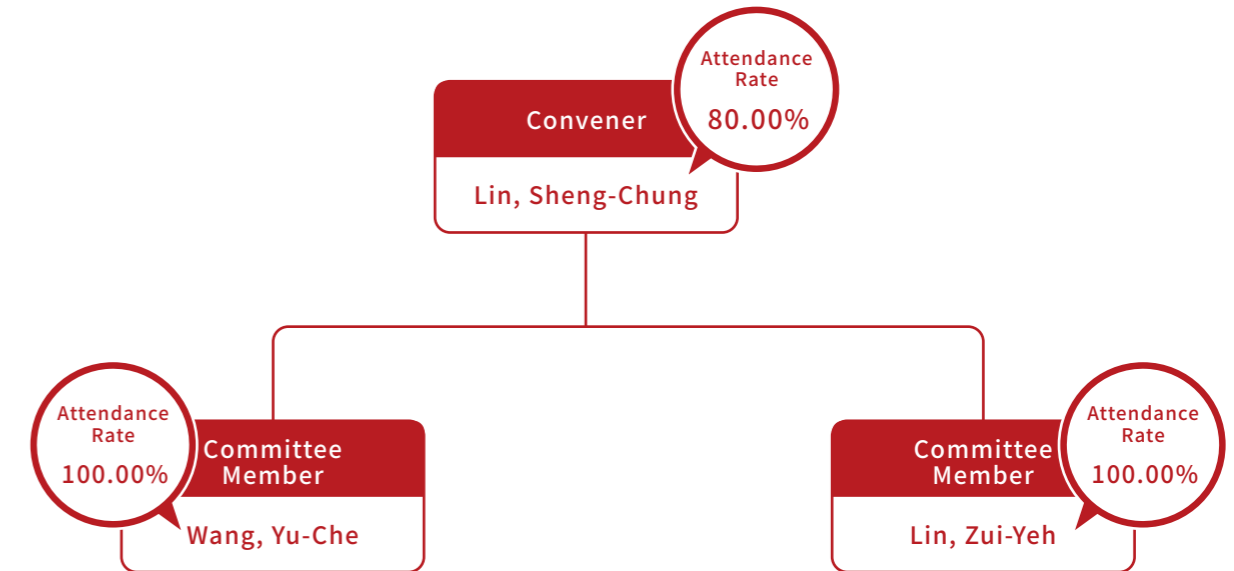 Attendance
Rate
80.00%
Convener
Lin, Sheng-Chung
Attendance
Rate
100.00%
Committee
Member
Wang, Yu-Che
Committee
Member
Attendance
Rate
100.00%
Lin, Zui-Yeh